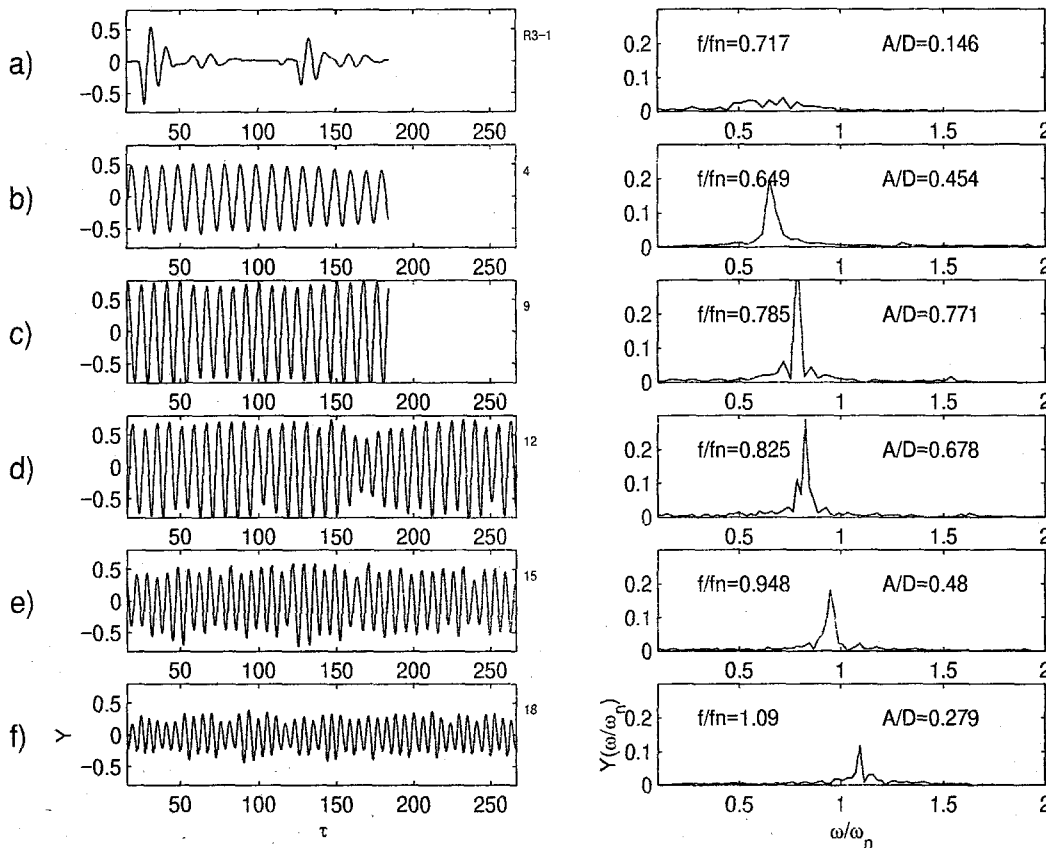 a)
0.5
0
−0.5
50 100 150 200 250
R3−1
0.2
0.1
0
f/fn=0.717 A/D=0.146
0.5 1 1.5 2
b)
0.5
0
−0.5
50 100 150 200 250
4
0.2
0.1
0
f/fn=0.649 A/D=0.454
0.5 1 1.5 2
c)
0.5
0
−0.5
50 100 150 200 250
9
0.2
0.1
0
f/fn=0.785 A/D=0.771
0.5 1 1.5 2
d)
0.5
0
−0.5
50 100 150 200 250
12
0.2
0.1
0
f/fn=0.825 A/D=0.678
0.5 1 1.5 2
e)
0.5
0
−0.5
50 100 150 200 250
15
0.2
0.1
0
f/fn=0.948 A/D=0.48
0.5 1 1.5 2
f)
Y
0.5
0
−0.5
50 100 150 200 250
τ
18
Y(ω/ω_n)
0.2
0.1
0
f/fn=1.09 A/D=0.279
0.5 1 1.5 2
ω/ω_n